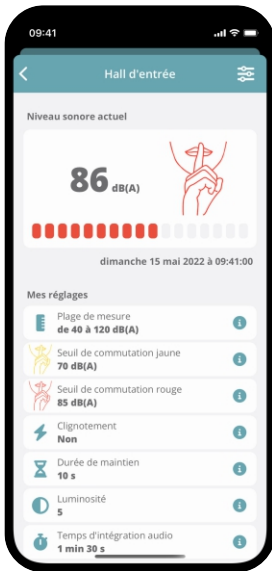 09:41
Hall d'entrée
Niveau sonore actuel
86 dB(A)
dimanche 15 mai 2022 à 09:41:00
Mes réglages
Plage de mesure
de 40 à 120 dB(A)
Seuil de commutation jaune
70 dB(A)
Seuil de commutation rouge
85 dB(A)
Clignotement
Non
Durée de maintien
10 s
Luminosité
5
Temps d'intégration audio
1 min 30 s